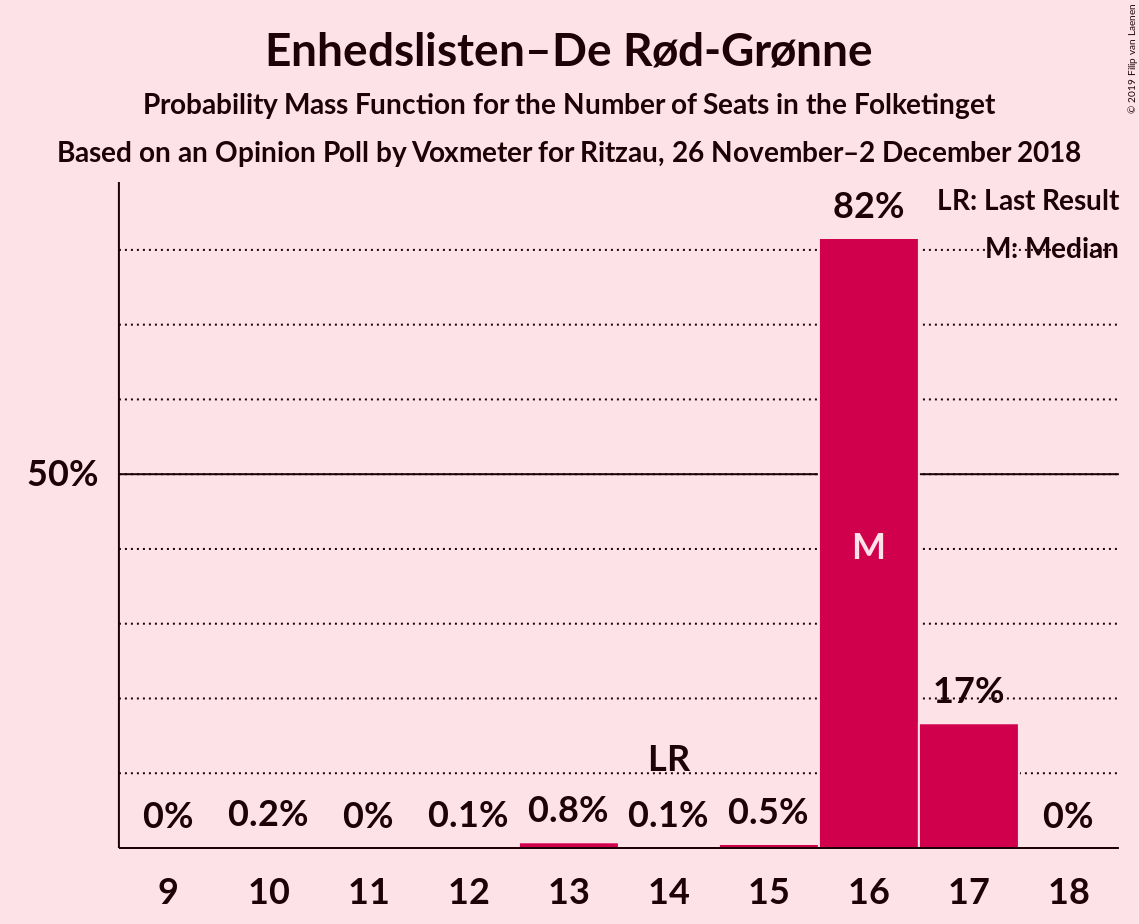 Enhedslisten–De Rød-Grønne
Probability Mass Function for the Number of Seats in the Folketinget
Based on an Opinion Poll by Voxmeter for Ritzau, 26 November–2 December 2018
© 2019 Filip van Laenen
LR: Last Result
M: Median
82%
50%
M
17%
LR
0% 0.2% 0% 0.1% 0.8% 0.1% 0.5% 0%
9 10 11 12 13 14 15 16 17 18